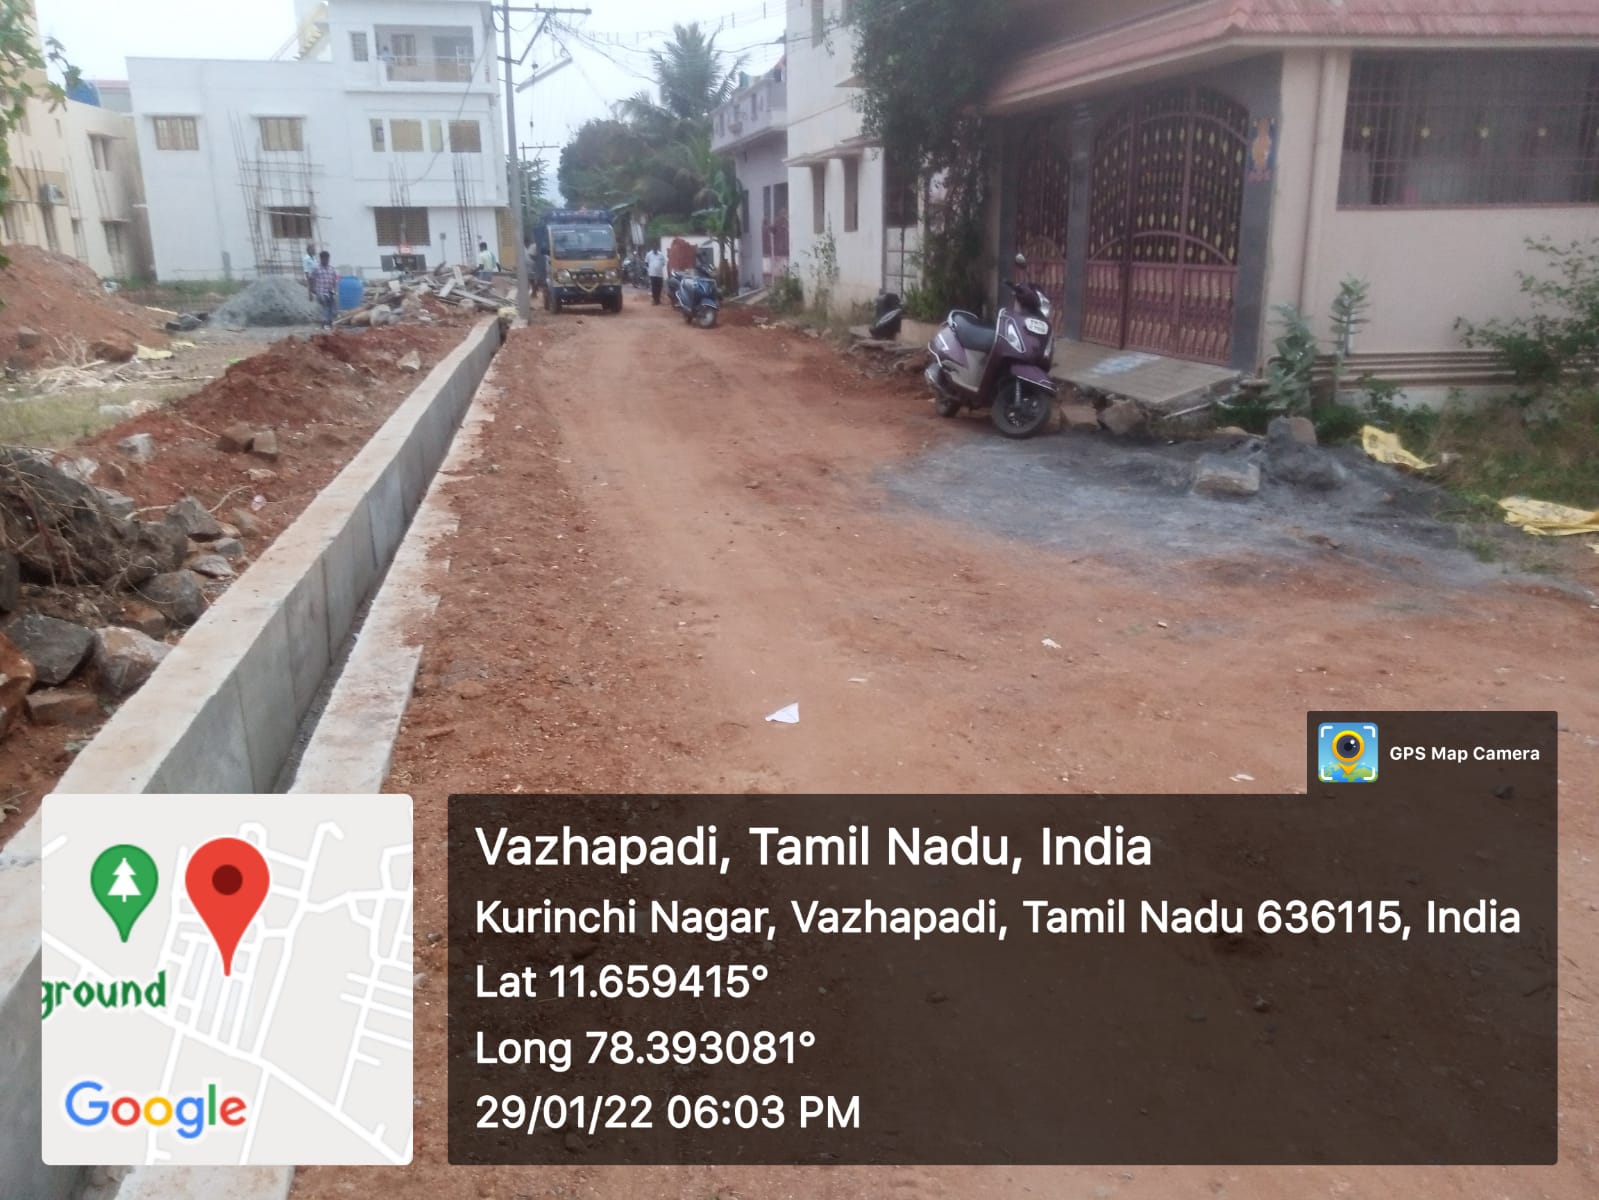 GPS Map Camera
Vazhapadi, Tamil Nadu, India
Kurinchi Nagar, Vazhapadi, Tamil Nadu 636115, India
Lat 11.659415°
Long 78.393081°
29/01/22 06:03 PM
ground
Google